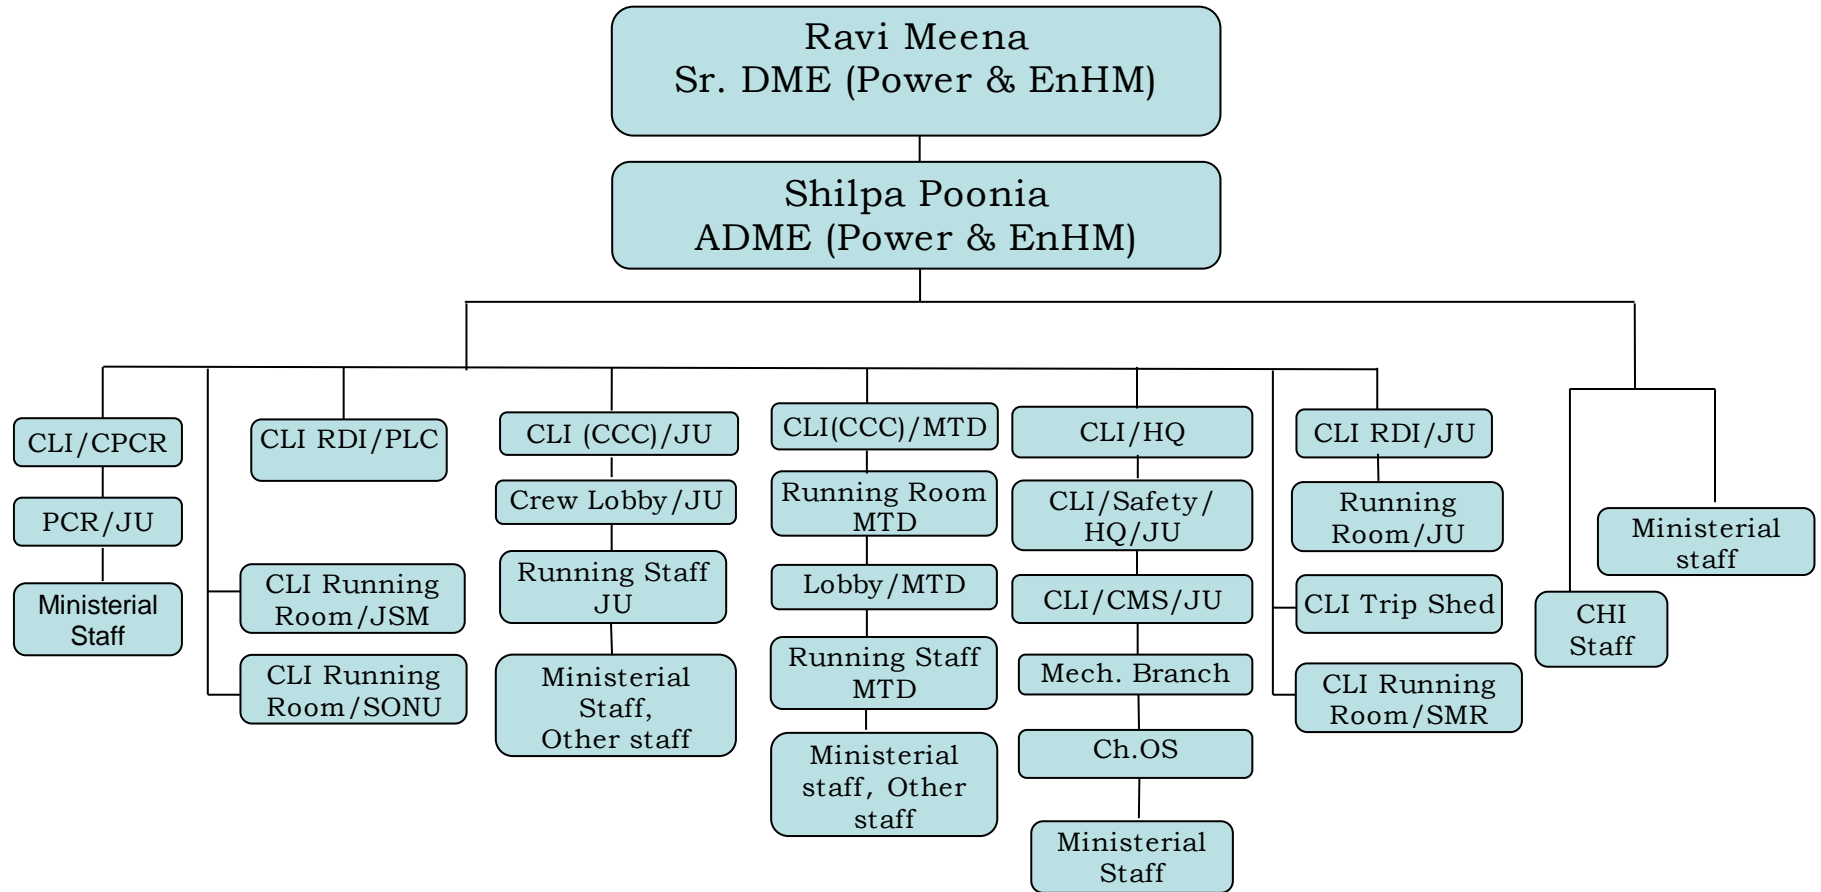 Ravi Meena
Sr. DME (Power & EnHM)
Shilpa Poonia
ADME (Power & EnHM)
CLI/CPCR
PCR/JU
Ministerial
Staff
CLI RDI/PLC
CLI Running
Room/JSM
CLI Running
Room/SONU
CLI (CCC)/JU
Crew Lobby/JU
Running Staff
JU
Ministerial
Staff,
Other staff
CLI(CCC)/MTD
Running Room
MTD
Lobby/MTD
Running Staff
MTD
Ministerial
staff, Other
staff
CLI/HQ
CLI/Safety/
HQ/JU
CLI/CMS/JU
Mech. Branch
Ch.OS
Ministerial
Staff
CLI RDI/JU
Running
Room/JU
CLI Trip Shed
CLI Running
Room/SMR
CHI
Staff
Ministerial
staff